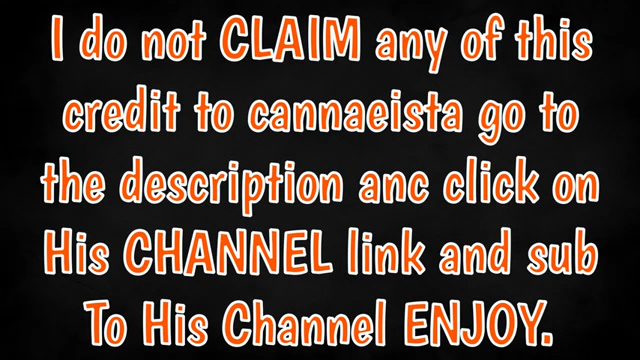 I do not CLAIM any of this
credit to cannaeista go to
the description anc click on
His CHANNEL link and sub
To His Channel ENJOY.